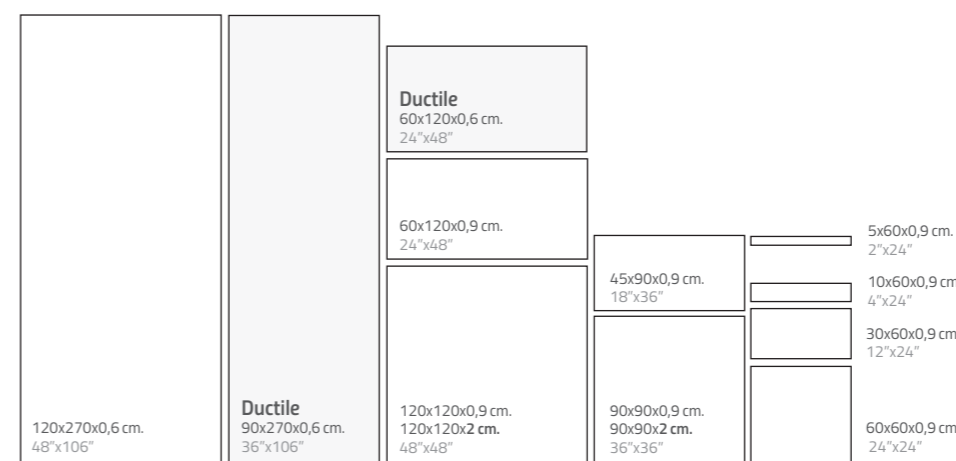 120x270x0,6 cm.
48”x106”
Ductile
90x270x0,6 cm.
36”x106”
Ductile
60x120x0,6 cm.
24”x48”
60x120x0,9 cm.
24”x48”
120x120x0,9 cm.
120x120x2 cm.
48”x48”
45x90x0,9 cm.
18”x36”
90x90x0,9 cm.
90x90x2 cm.
36”x36”
5x60x0,9 cm.
2”x24”
10x60x0,9 cm
4”x24”
30x60x0,9 cm
12”x24”
60x60x0,9 cm
24”x24”